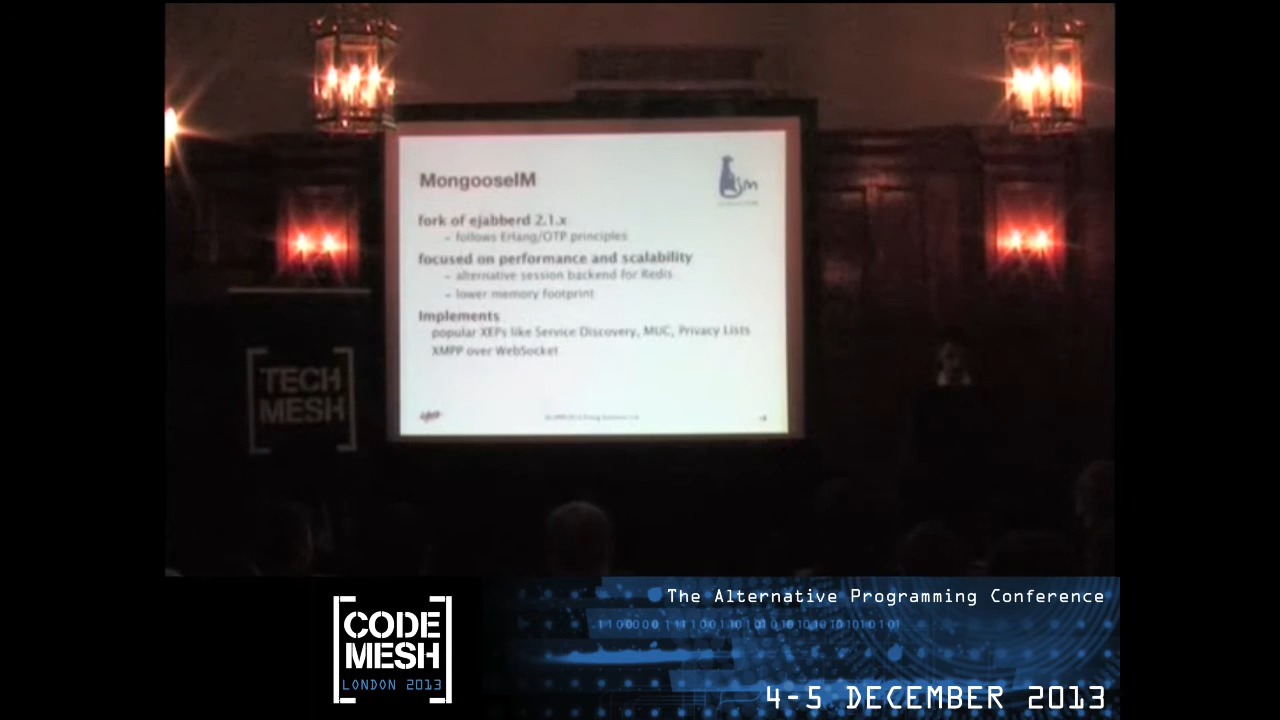 MongooseIM
fork of ejabberd 2.1.x
- follows Erlang/OTP principles
focused on performance and scalability
- alternative session backend for Redis
- lower memory footprint
Implements
popular XEPs like Service Discovery, MUC, Privacy Lists
XMPP over WebSocket
[TECH
MESH]
The Alternative Programming Conference
[CODE
MESH]
LONDON 2013
4-5 DECEMBER 2013